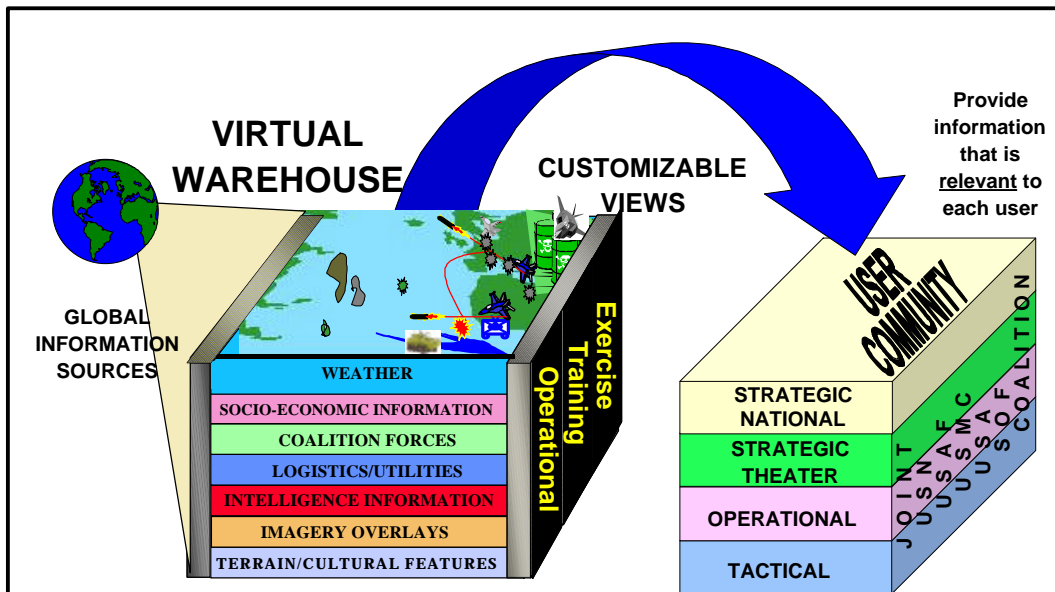 VIRTUAL
WAREHOUSE
CUSTOMIZABLE
VIEWS
Provide
information
that is
relevant to
each user
GLOBAL
INFORMATION
SOURCES
WEATHER
SOCIO-ECONOMIC INFORMATION
COALITION FORCES
LOGISTICS/UTILITIES
INTELLIGENCE INFORMATION
IMAGERY OVERLAYS
TERRAIN/CULTURAL FEATURES
Operational
Training
Exercise
USER
COMMUNITY
STRATEGIC
NATIONAL
STRATEGIC
THEATER
OPERATIONAL
TACTICAL
JOINT
USN
USAF
USMC
USA
SOF
COALITION